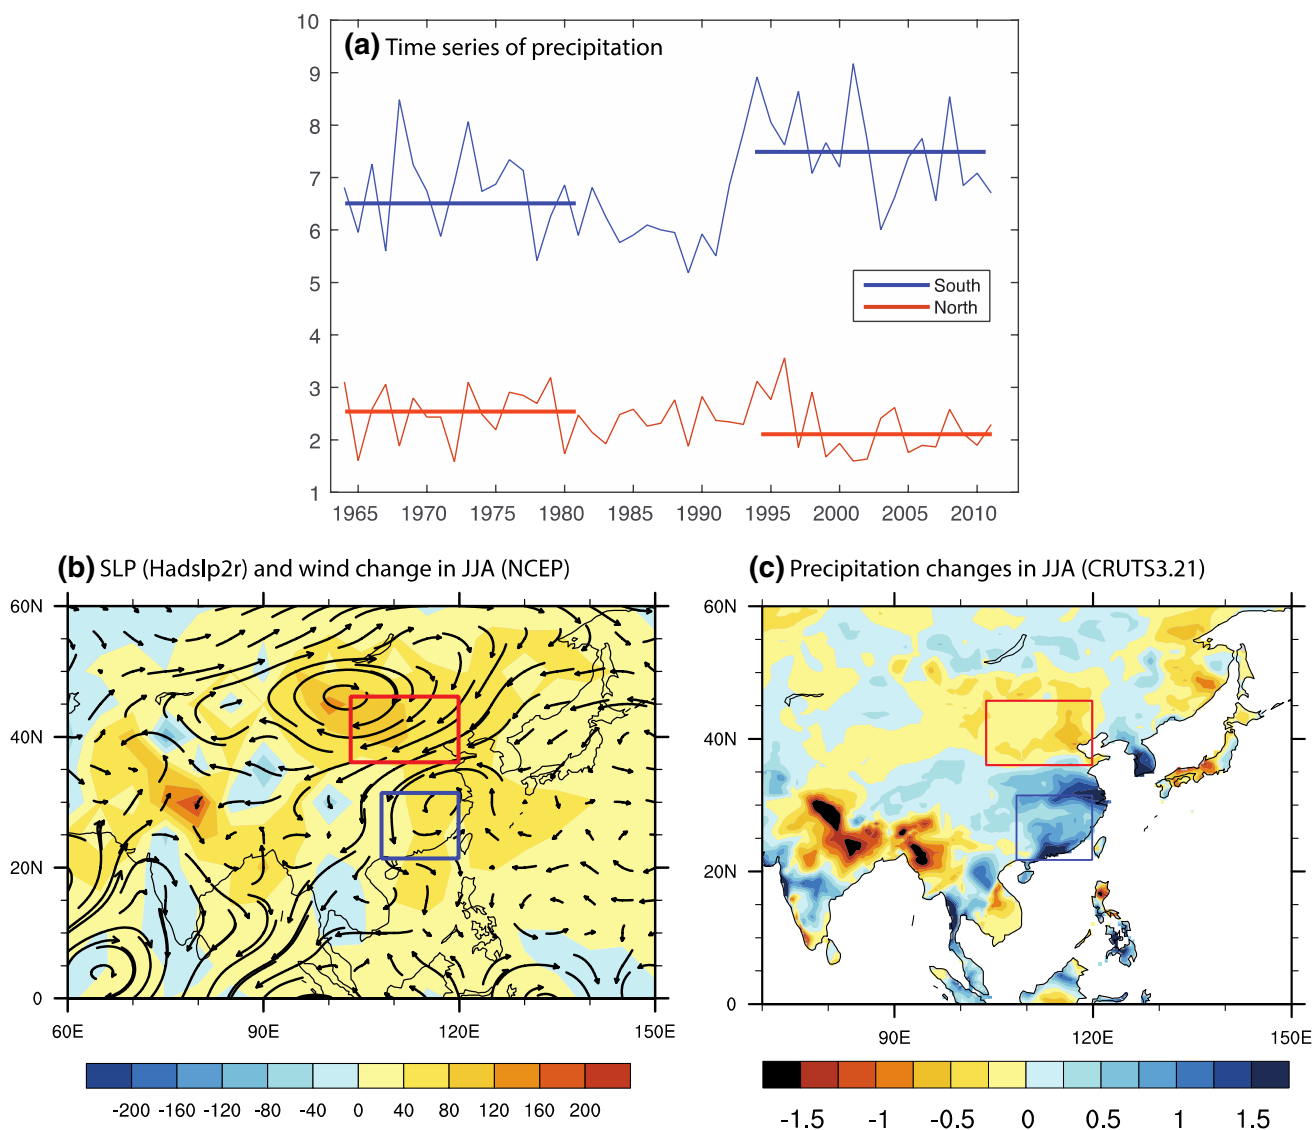 (a) Time series of precipitation
10
9
8
7
6
5
4
3
2
1
South
North
1965 1970 1975 1980 1985 1990 1995 2000 2005 2010
(b) SLP (Hadslp2r) and wind change in JJA (NCEP)
60N
40N
20N
0
60E 90E 120E 150E
-200 -160 -120 -80 -40 0 40 80 120 160 200
(c) Precipitation changes in JJA (CRUTS3.21)
60N
40N
20N
0
90E 120E 150E
-1.5 -1 -0.5 0 0.5 1 1.5